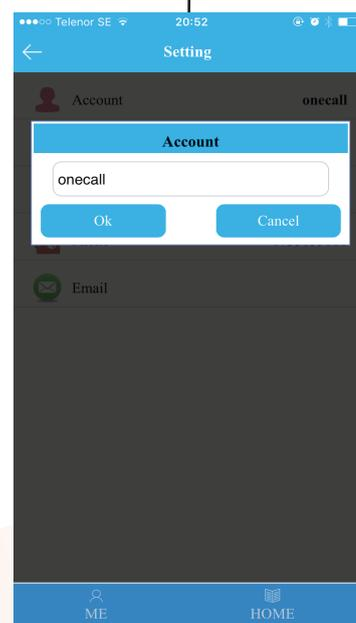 Telenor SE 20:52
Setting
Account onecall
Account
onecall
Ok Cancel
Email
ME HOME